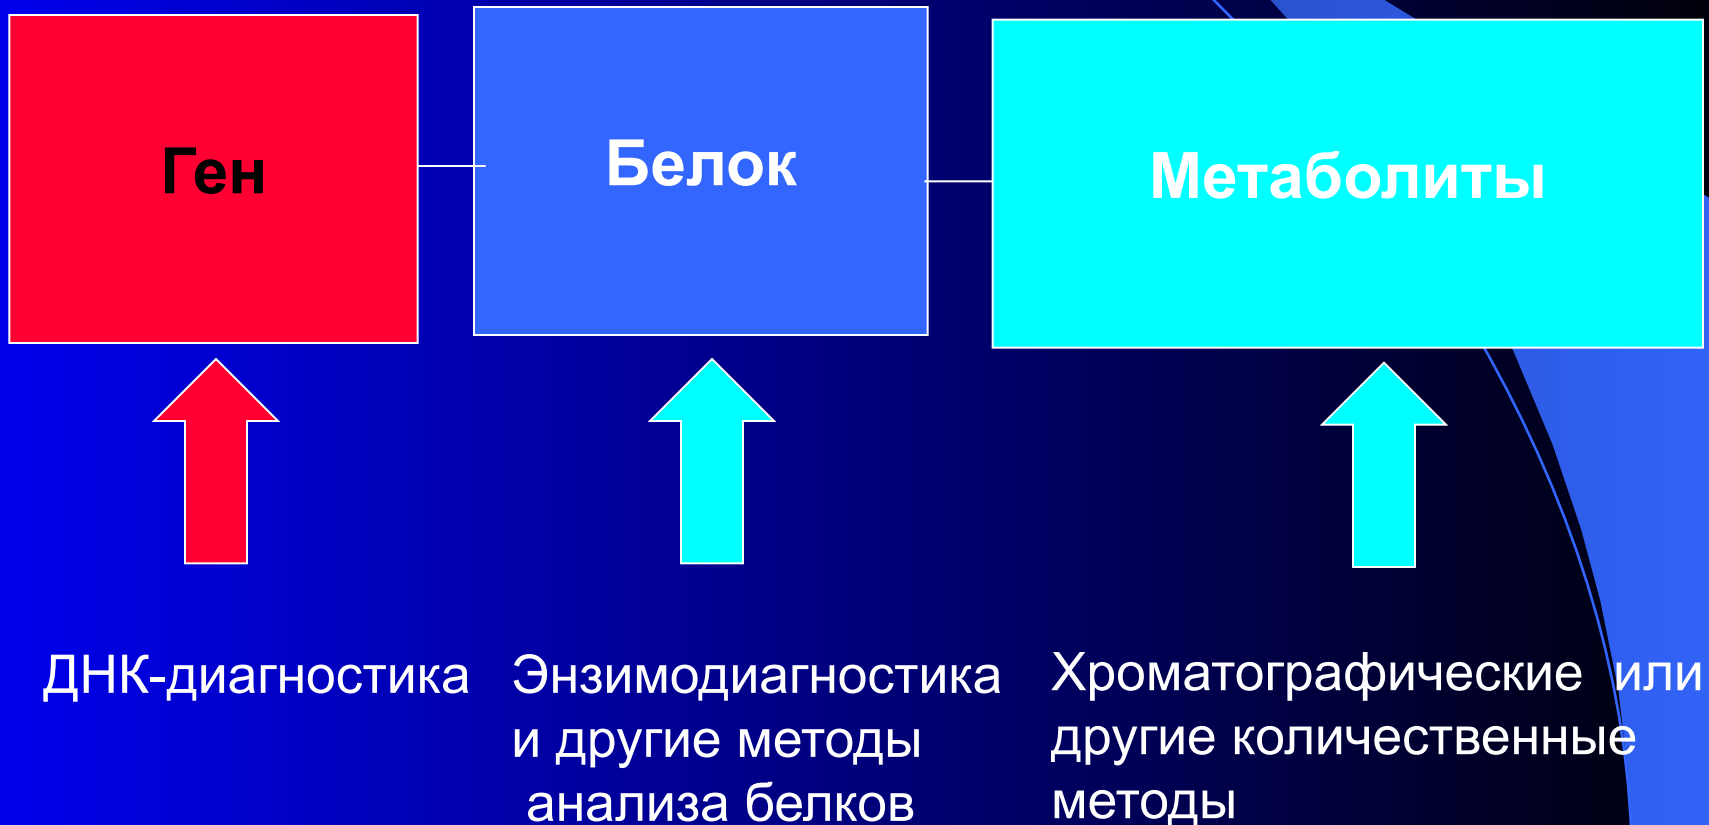 Ген
Белок
Метаболиты
ДНК-диагностика
Энзимодиагностика
и другие методы
анализа белков
Хроматографические или
другие количественные
методы